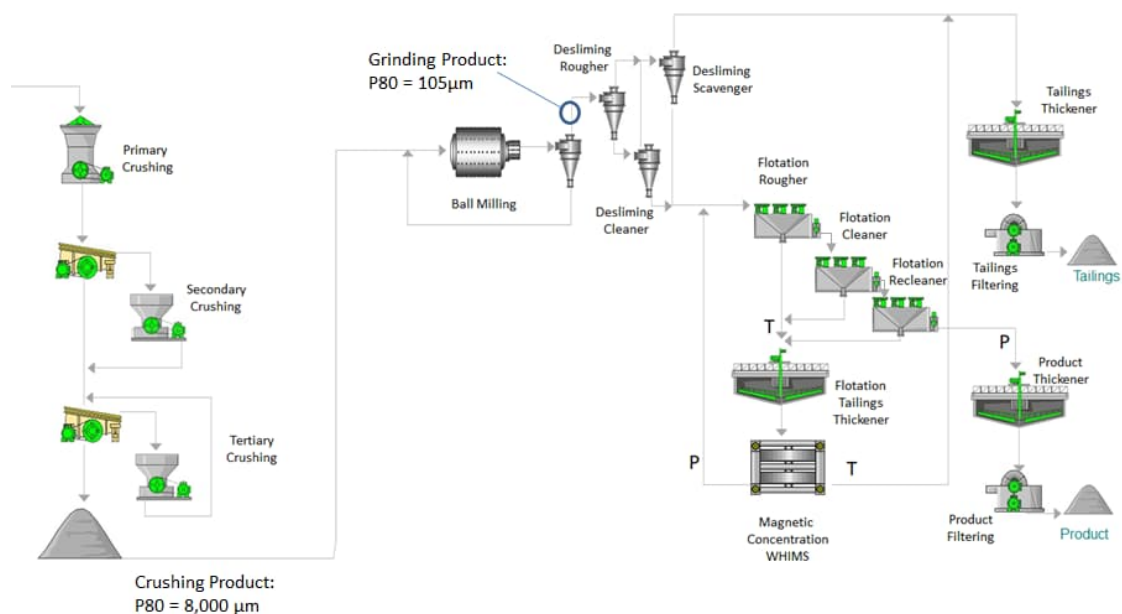 Primary
Crushing
Secondary
Crushing
Tertiary
Crushing
Crushing Product:
P80 = 8,000 µm
Ball Milling
Grinding Product:
P80 = 105µm
Desliming
Rougher
Desliming
Scavenger
Desliming
Cleaner
Flotation
Rougher
Flotation
Cleaner
Flotation
Recleaner
T
P
Flotation
Tailings
Thickener
P
T
Magnetic
Concentration
WHIMS
Tailings
Thickener
Tailings
Filtering
Tailings
Product
Thickener
Product
Filtering
Product